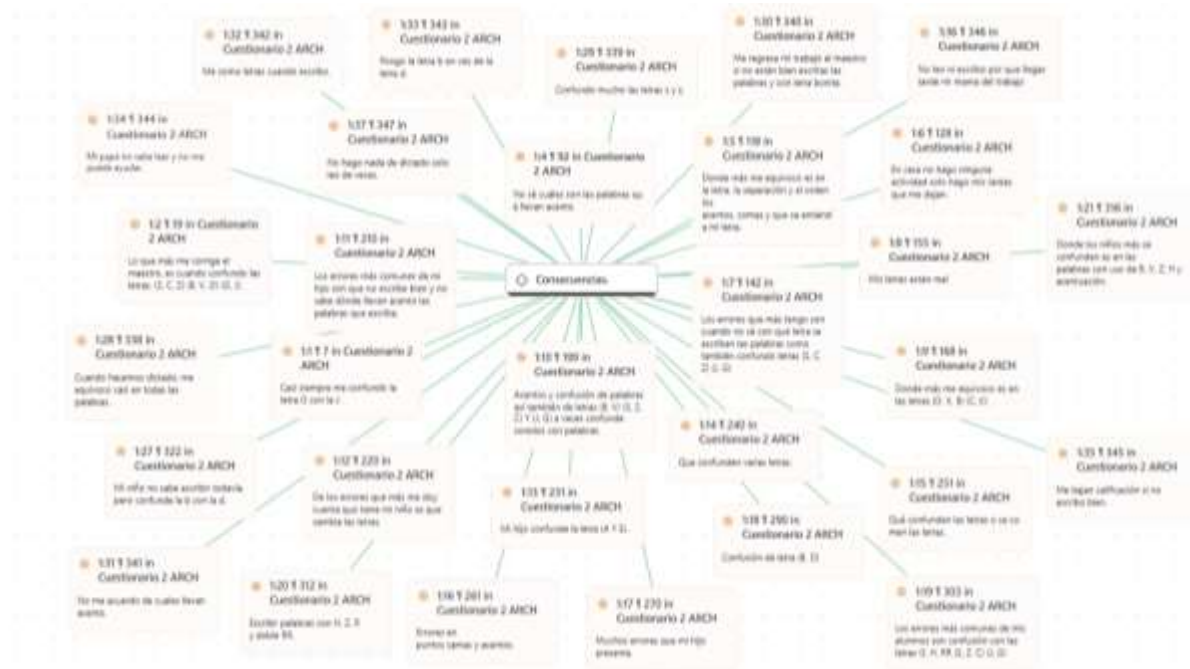 1:32 ¶ 342 in
Cuestionario 2 ARCH
Me como letras cuando escribo.
1:33 ¶ 343 in
Cuestionario 2 ARCH
Pongo la letra b en vez de la
letra d.
1:29 ¶ 339 in
Cuestionario 2 ARCH
Confundo mucho las letras s y
1:30 ¶ 340 in
Cuestionario 2 ARCH
Me regresa mi trabajo el maestro
si no están bien escritas las
palabras y con letra bonita.
1:36 ¶ 346 in
Cuestionario 2 ARCH
No leo ni escribo por que llega
tarde mi mamá del trabajo.
1:34 ¶ 344 in
Cuestionario 2 ARCH
Mi papá no sabe leer y no me
puede ayudar.
1:37 ¶ 347 in
Cuestionario 2 ARCH
No hago nada de dictado solo
leo de veces.
1:4 ¶ 92 in Cuestionario
2 ARCH
No sé cuáles son las palabras qu
e llevan acento.
1:5 ¶ 118 in
Cuestionario 2 ARCH
Donde más me equivoco es en
la letra, la separación y el orden
los
acentos, comas y que se entiend
a mi letra.
1:6 ¶ 128 in
Cuestionario 2 ARCH
En casa no hago ninguna
actividad solo hago mis tareas
que me dejan.
1:2 ¶ 19 in Cuestionario
2 ARCH
Lo que más me corrige el
maestro, es cuando confundo las
letras
1:11 ¶ 210 in
Cuestionario 2 ARCH
Los errores más comunes de mi
hijo son que no escribe bien y no
sabe dónde llevan acento las
palabras que escribe.
Consecuencias
1:8 ¶ 155 in
Cuestionario 2 ARCH
Mis letras están mal
1:21 ¶ 316 in
Cuestionario 2 ARCH
Donde los niños más se
confunden es en las
palabras con uso de B, V, Z, H y
acentuación.
1:7 ¶ 142 in
Cuestionario 2 ARCH
Los errores que más tengo son
cuando no sé con qué letra se
escriben las palabras como
también confundo letras
1:28 ¶ 338 in
Cuestionario 2 ARCH
Cuando hacemos dictado, me
equivoco casi en todas las
palabras.
1:1 ¶ 7 in Cuestionario 2
ARCH
Casi siempre me confundo la
letra G con la J.
1:10 ¶ 199 in
Cuestionario 2 ARCH
Acentos y confusión de palabras
así también de letras
a veces confunde
sonidos con palabras.
1:9 ¶ 168 in
Cuestionario 2 ARCH
Donde más me equivoco es en
las letras
1:14 ¶ 240 in
Cuestionario 2 ARCH
Que confunden varias letras.
1:27 ¶ 322 in
Cuestionario 2 ARCH
Mi niño no sabe escribir todavía
pero confunde la b con la d.
1:12 ¶ 220 in
Cuestionario 2 ARCH
De los errores que más me doy
cuenta que tiene mi niño es que
cambia las letras.
1:13 ¶ 231 in
Cuestionario 2 ARCH
Mi hijo confunde la letra
1:35 ¶ 345 in
Cuestionario 2 ARCH
Me bajan calificación si no
escribo bien.
1:15 ¶ 251 in
Cuestionario 2 ARCH
Qué confunden las letras o se co
men las letras.
1:18 ¶ 290 in
Cuestionario 2 ARCH
Confusión de letra
1:31 ¶ 341 in
Cuestionario 2 ARCH
No me acuerdo de cuales llevan
acento.
1:20 ¶ 312 in
Cuestionario 2 ARCH
Escribir palabras con H, Z, R
y doble RR.
1:16 ¶ 261 in
Cuestionario 2 ARCH
Errores en
puntos comas y acentos.
1:17 ¶ 270 in
Cuestionario 2 ARCH
Muchos errores que mi hijo
presenta.
1:19 ¶ 303 in
Cuestionario 2 ARCH
Los errores más comunes de mis
alumnos son confusión con las
letras